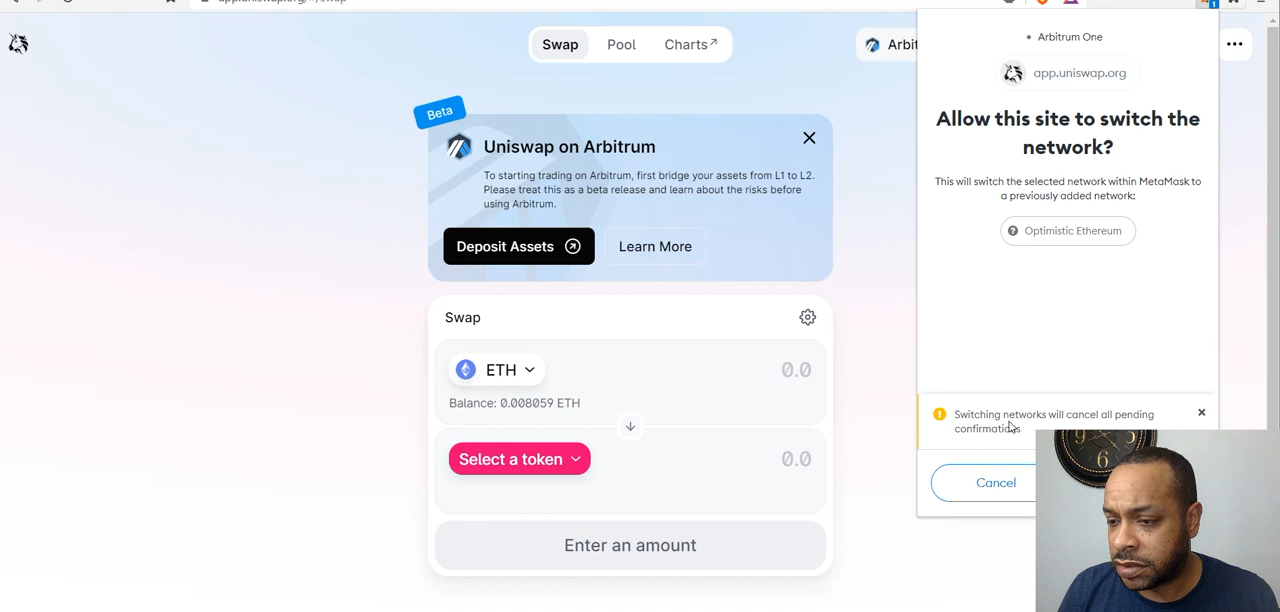 Swap
Pool
Charts↗
Arbit
...
Beta
Uniswap on Arbitrum
To starting trading on Arbitrum, first bridge your assets from L1 to L2.
Please treat this as a beta release and learn about the risks before
using Arbitrum.
Deposit Assets
Learn More
Swap
ETH
0.0
Balance: 0.008059 ETH
Select a token
0.0
Enter an amount
Arbitrum One
app.uniswap.org
Allow this site to switch the
network?
This will switch the selected network within MetaMask to
a previously added network:
? Optimistic Ethereum
Switching networks will cancel all pending
confirmations
Cancel
6
1